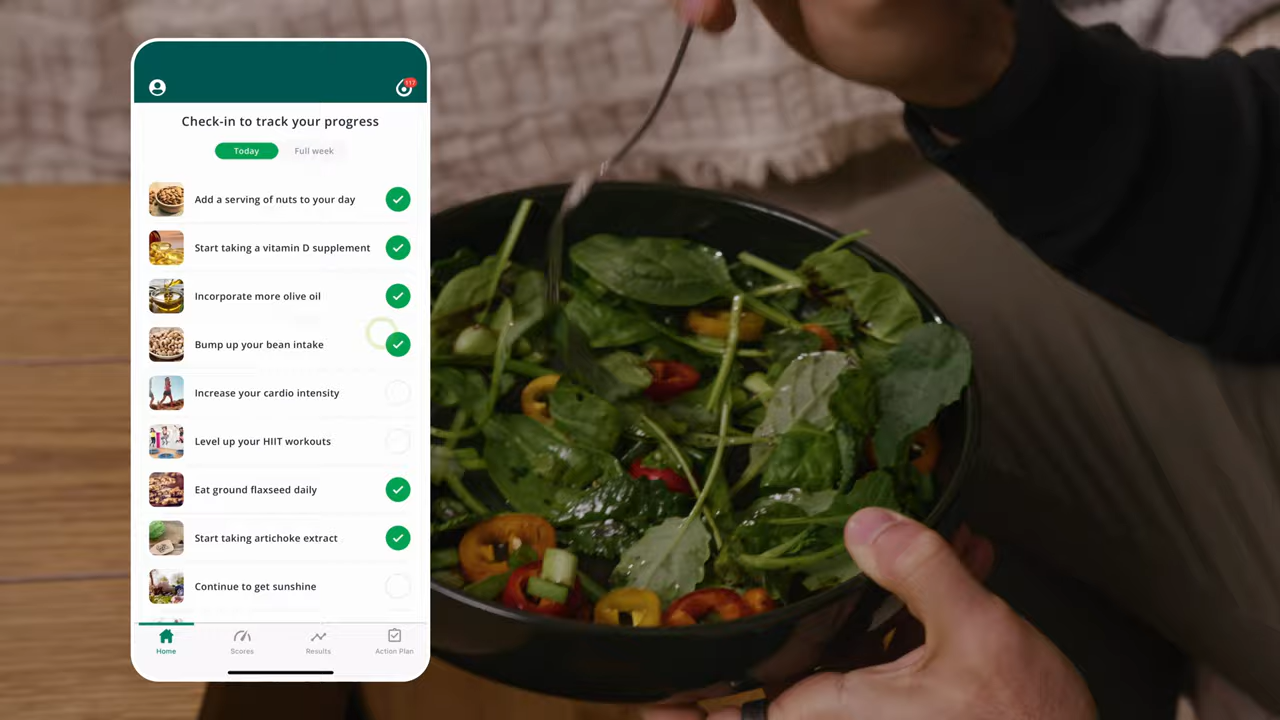 117
Check-in to track your progress
Today
Full week
Add a serving of nuts to your day
Start taking a vitamin D supplement
Incorporate more olive oil
Bump up your bean intake
Increase your cardio intensity
Level up your HIIT workouts
Eat ground flaxseed daily
Start taking artichoke extract
Continue to get sunshine
Home
Scores
Results
Action Plan